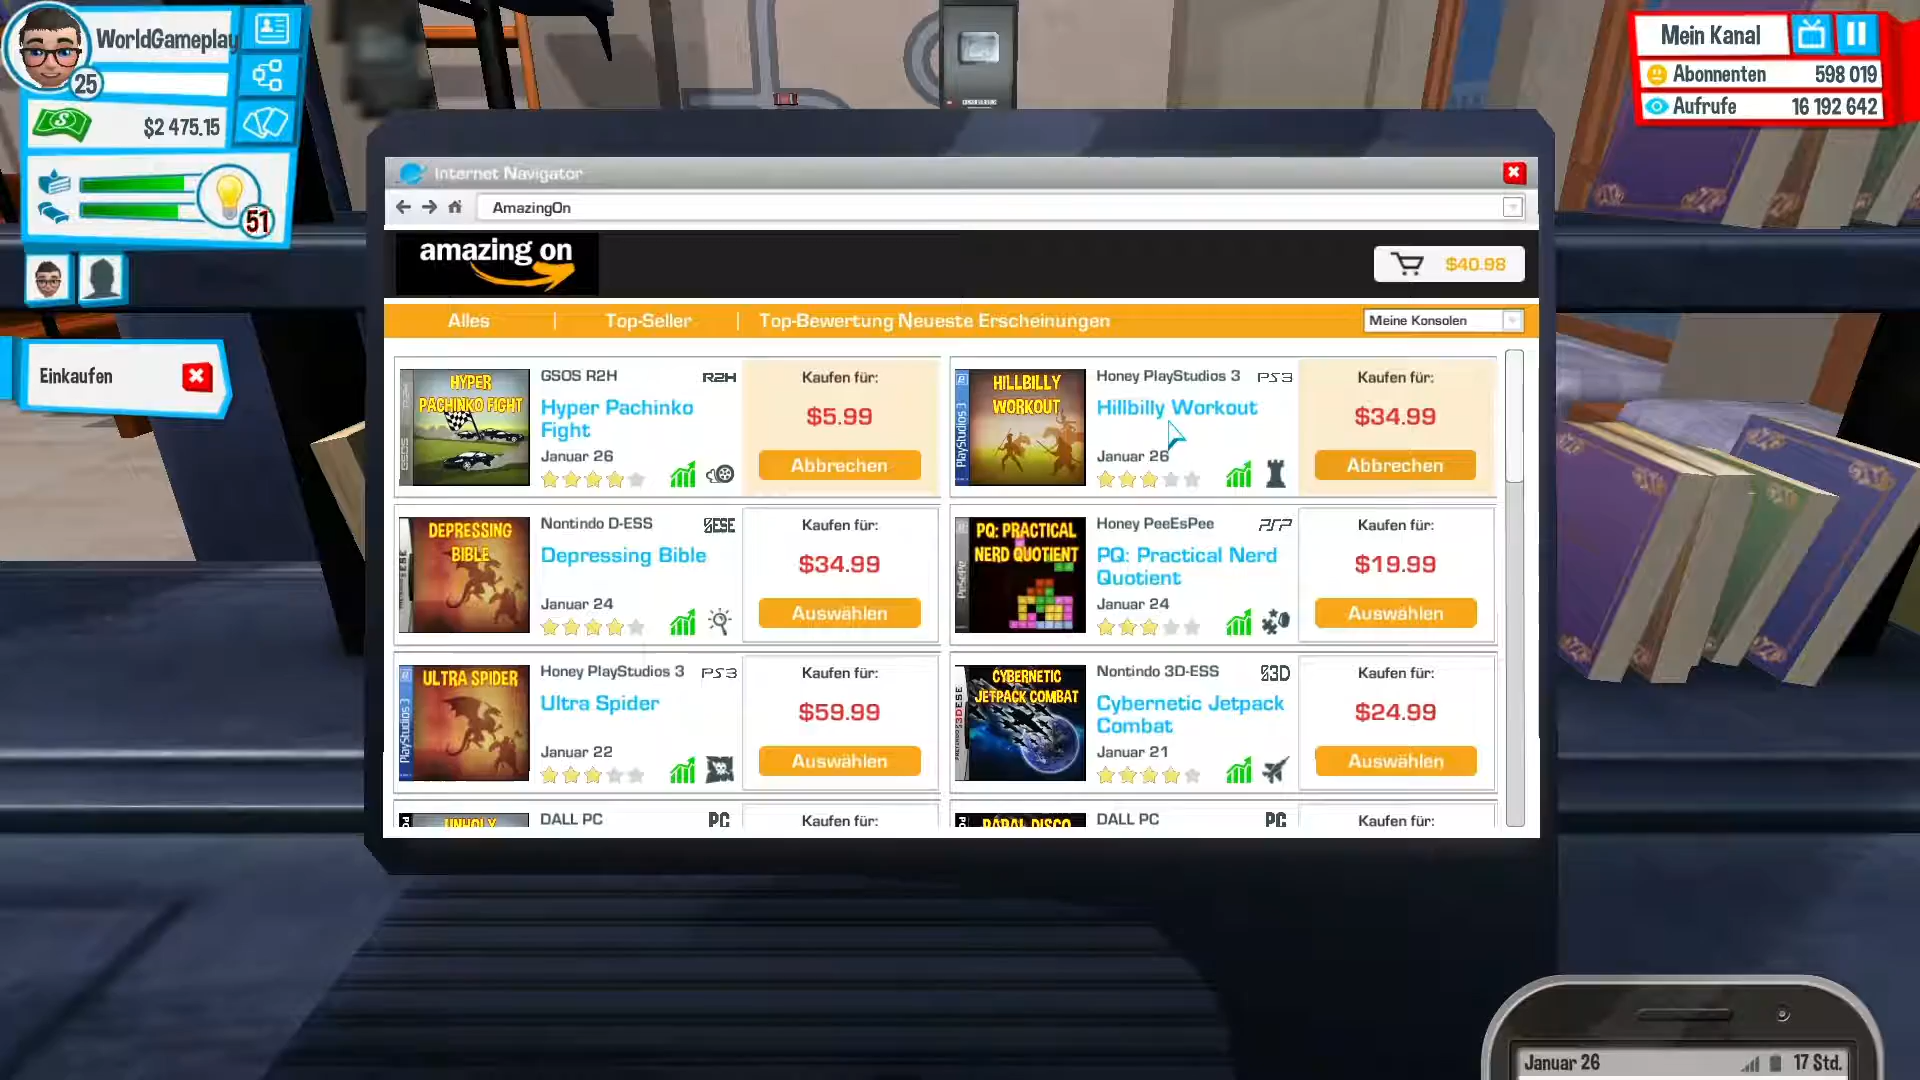 WorldGameplay
25
$2 475.15
51
Einkaufen
Mein Kanal
Abonnenten 598 019
Aufrufe 16 192 642
Internet Navigator
AmazingOn
amazing on
$40.98
Alles | Top-Seller | Top-Bewertung Neueste Erscheinungen
Meine Konsolen
HYPER
PACHINKO FIGHT
GSOS
GSOS R2H R2H
Hyper Pachinko
Fight
Januar 26
Kaufen für:
$5.99
Abbrechen
HILLBILLY
WORKOUT
PlayStudios 3
Honey PlayStudios 3 PS3
Hillbilly Workout
Januar 26
Kaufen für:
$34.99
Abbrechen
DEPRESSING
BIBLE
Nontindo D-ESS
Depressing Bible
Januar 24
Kaufen für:
$34.99
Auswählen
PQ: PRACTICAL
NERD QUOTIENT
Honey PeeEsPee PSP
PQ: Practical Nerd
Quotient
Januar 24
Kaufen für:
$19.99
Auswählen
ULTRA SPIDER
PlayStudios 3
Honey PlayStudios 3 PS3
Ultra Spider
Januar 22
Kaufen für:
$59.99
Auswählen
CYBERNETIC
JETPACK COMBAT
Nontindo 3D-ESS
Cybernetic Jetpack
Combat
Januar 21
Kaufen für:
$24.99
Auswählen
UNHOLY
DALL PC PC
Kaufen für:
DALL PC PC
Kaufen für:
Januar 26 17 Std.